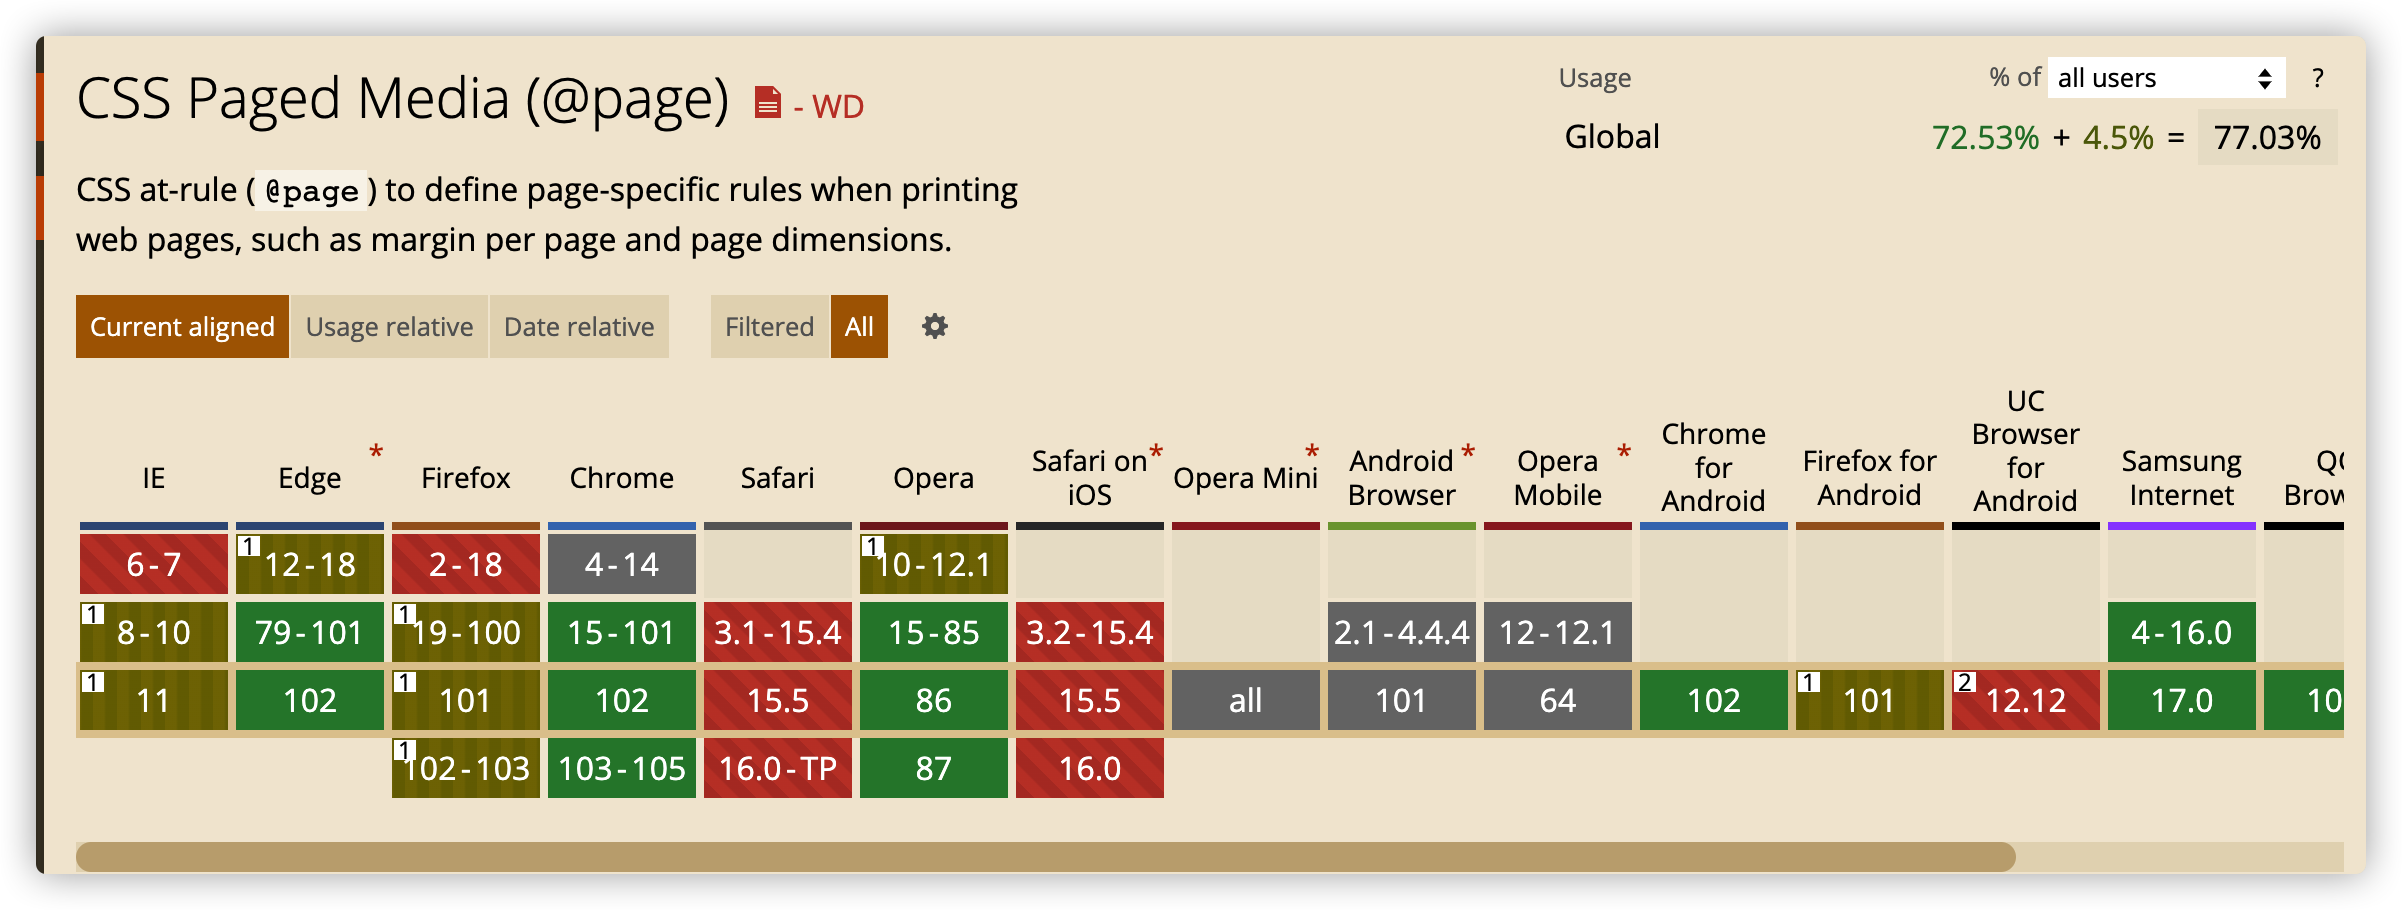 CSS Paged Media (@page) - WD
Usage % of all users ?
Global 72.53% + 4.5% = 77.03%
CSS at-rule (@page) to define page-specific rules when printing
web pages, such as margin per page and page dimensions.
Current aligned Usage relative Date relative Filtered All
IE
Edge *
Firefox
Chrome
Safari
Opera
Safari on *
iOS
Opera Mini *
Android *
Browser
Opera *
Mobile
Chrome
for
Android
Firefox for
Android
UC
Browser
for
Android
Samsung
Internet
6-7 1 12-18 2-18 4-14 1 10-12.1
1 8-10 79-101 1 19-100 15-101 3.1-15.4 15-85 3.2-15.4 2.1-4.4.4 12-12.1 4-16.0
1 11 102 1 101 102 15.5 86 15.5 all 101 64 102 1 101 2 12.12 17.0 10
1 102-103 103-105 16.0-TP 87 16.0